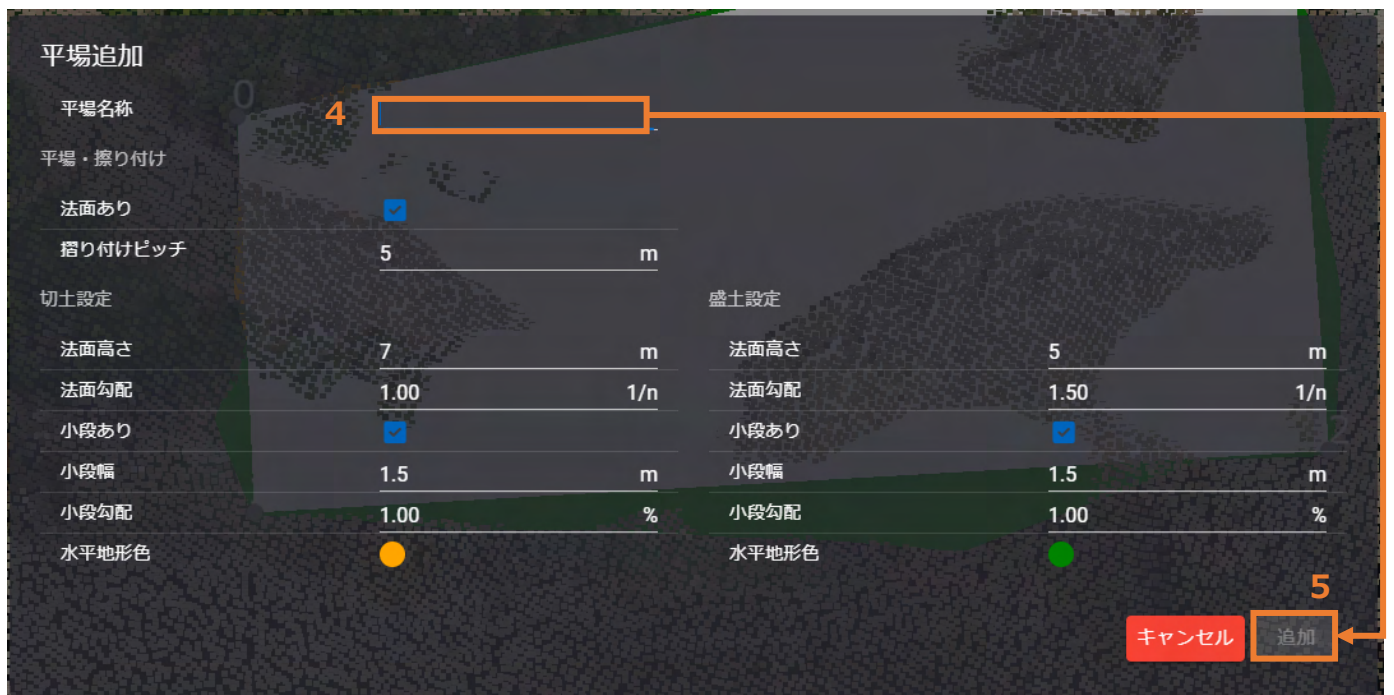 平場追加
0
平場名称
4
平場・擦り付け
法面あり
摺り付けピッチ 5 m
切土設定
法面高さ 7 m
法面勾配 1.00 1/n
小段あり
小段幅 1.5 m
小段勾配 1.00 %
水平地形色
盛土設定
法面高さ 5 m
法面勾配 1.50 1/n
小段あり
2
小段幅 1.5 m
小段勾配 1.00 %
水平地形色
5
キャンセル 追加